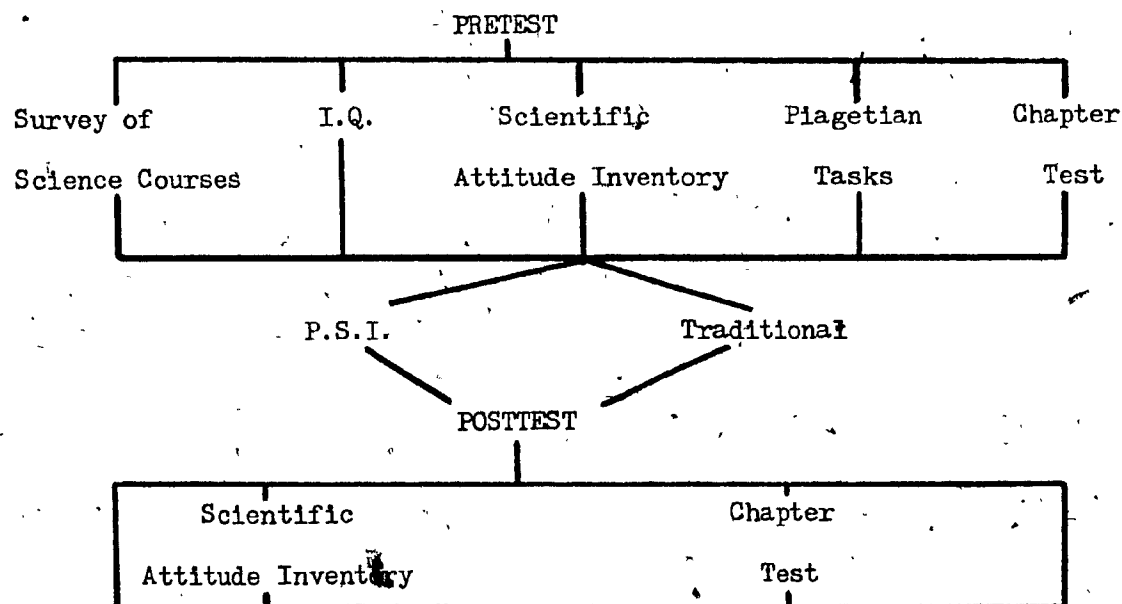 PRETEST
Survey of I.Q. Scientific Piagetian Chapter
Science Courses Attitude Inventory Tasks Test
P.S.I. Traditional
POSTTEST
Scientific Chapter
Attitude Inventory Test